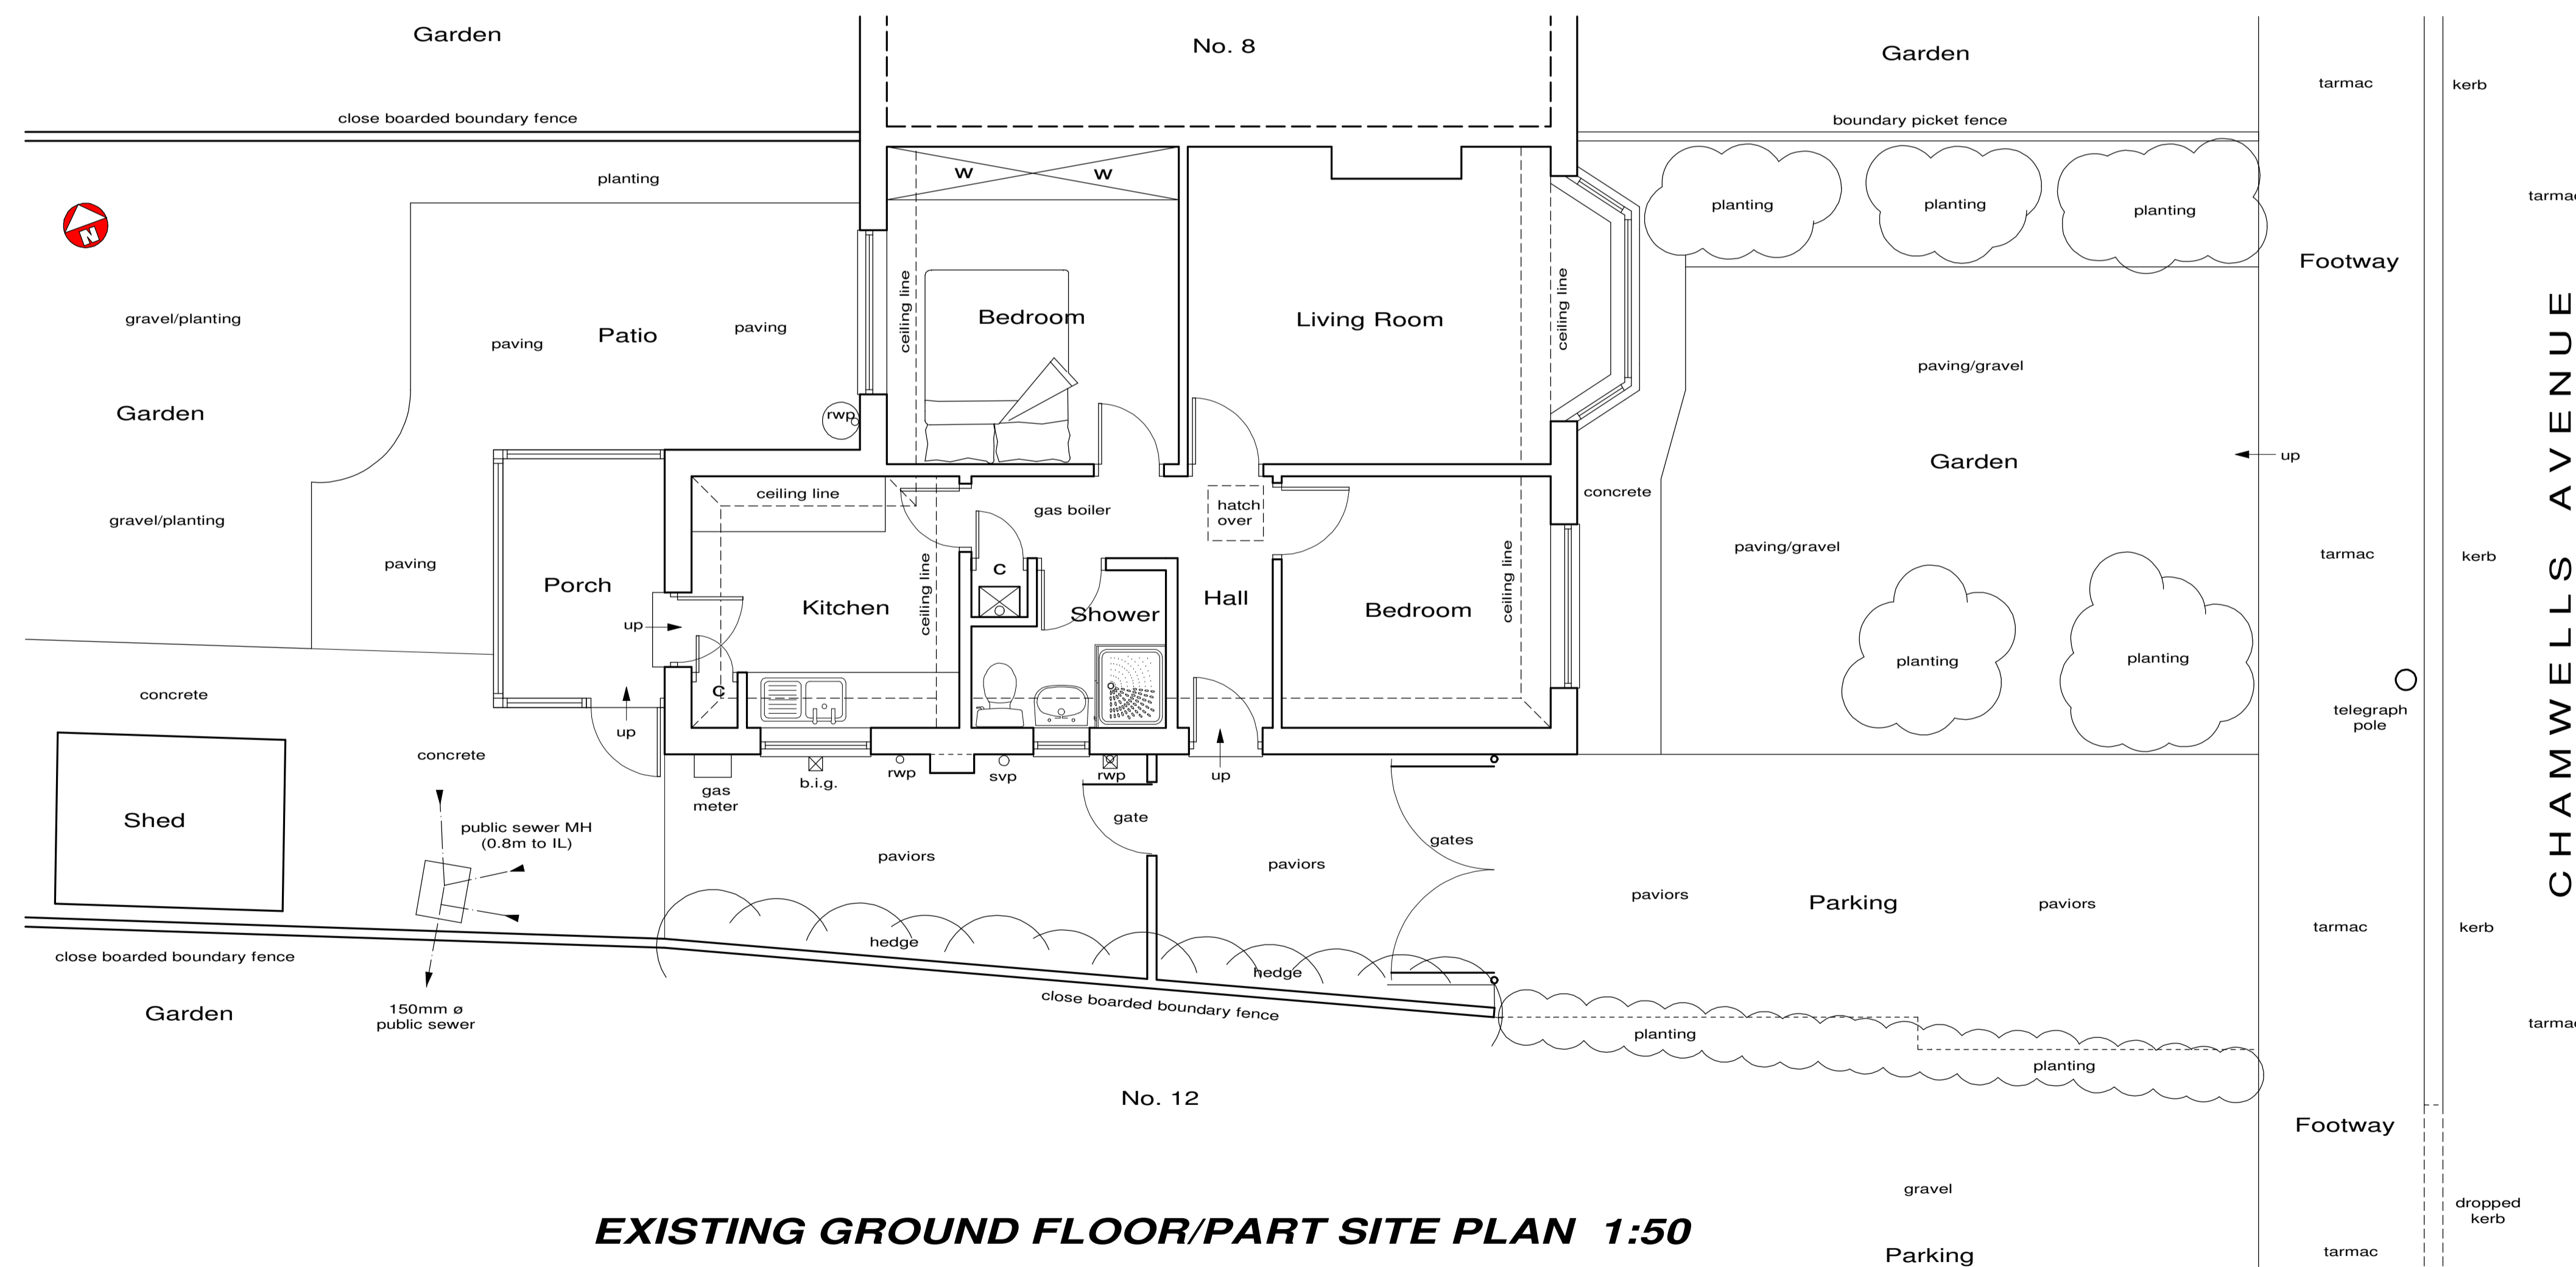 Garden
No. 8
Garden
tarmac
kerb
close boarded boundary fence
boundary picket fence
planting
W
W
planting
planting
planting
tarmac
N
Footway
gravel/planting
paving
Patio
paving
ceiling line
Bedroom
Living Room
ceiling line
CHAMWELLS AVENUE
paving/gravel
Garden
rwp
Garden
up
ceiling line
gas boiler
hatch
over
concrete
gravel/planting
paving
Porch
Kitchen
ceiling line
C
Shower
Hall
Bedroom
ceiling line
paving/gravel
tarmac
kerb
up
planting
planting
concrete
C
telegraph
pole
up
concrete
gas
meter
b.i.g.
rwp
svp
rwp
up
Shed
public sewer MH
(0.8m to IL)
gate
gates
paviors
paviors
paviors
Parking
paviors
hedge
hedge
tarmac
kerb
close boarded boundary fence
close boarded boundary fence
Garden
150mm ø
public sewer
planting
tarmac
planting
No. 12
Footway
gravel
dropped
kerb
EXISTING GROUND FLOOR/PART SITE PLAN 1:50
Parking
tarmac